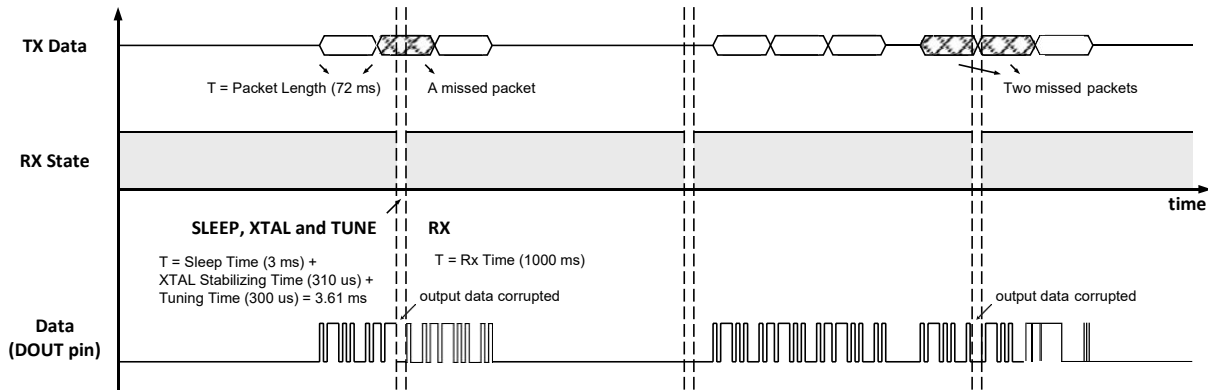 TX Data
T = Packet Length (72 ms)
A missed packet
Two missed packets
RX State
time
SLEEP, XTAL and TUNE
RX
T = Sleep Time (3 ms) +
XTAL Stabilizing Time (310 us) +
Tuning Time (300 us) = 3.61 ms
T = Rx Time (1000 ms)
output data corrupted
output data corrupted
Data
(DOUT pin)